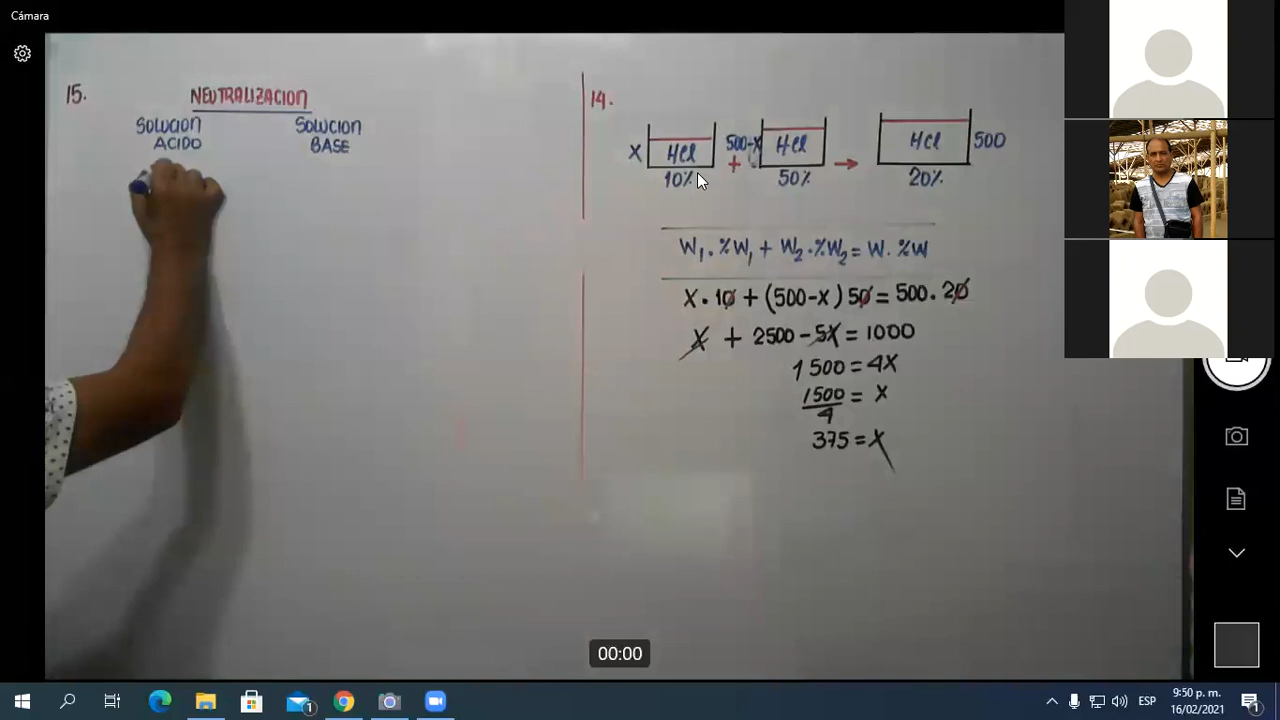 Cámara
15.
NEUTRALIZACION
SOLUCION
ACIDO
SOLUCION
BASE
14.
X
HCl
10%
+
500-X
HCl
50%
→
HCl
20%
500
W₁.%W₁ + W₂.%W₂ = W.%W
X.10 + (500-X)50 = 500.20
X + 2500 - 5X = 1000
1500 = 4X
1500/4 = X
375 = X
00:00
1
ESP
9:50 p. m.
16/02/2021
1